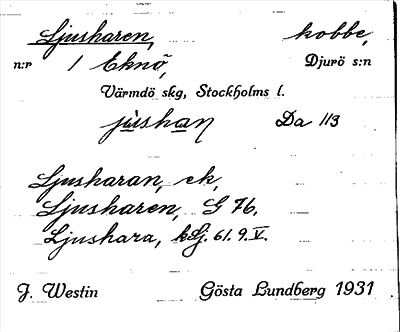 Ljusharen, kobbe,
n:r 1 Eknö, Djurö s:n
Värmdö skg, Stockholms l.
jùshan Da 113
Ljusharan, ek,
Ljusharen, G 76.
Ljushara, kSj. 61. 9. V.
J. Westin Gösta Lundberg 1931